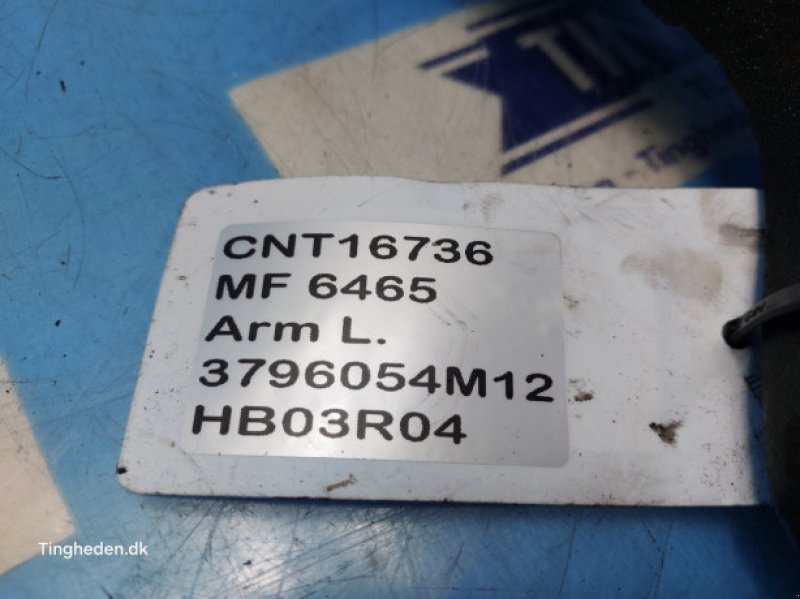 CNT16736
MF 6465
Arm L.
3796054M12
HB03R04
Tingheden.dk